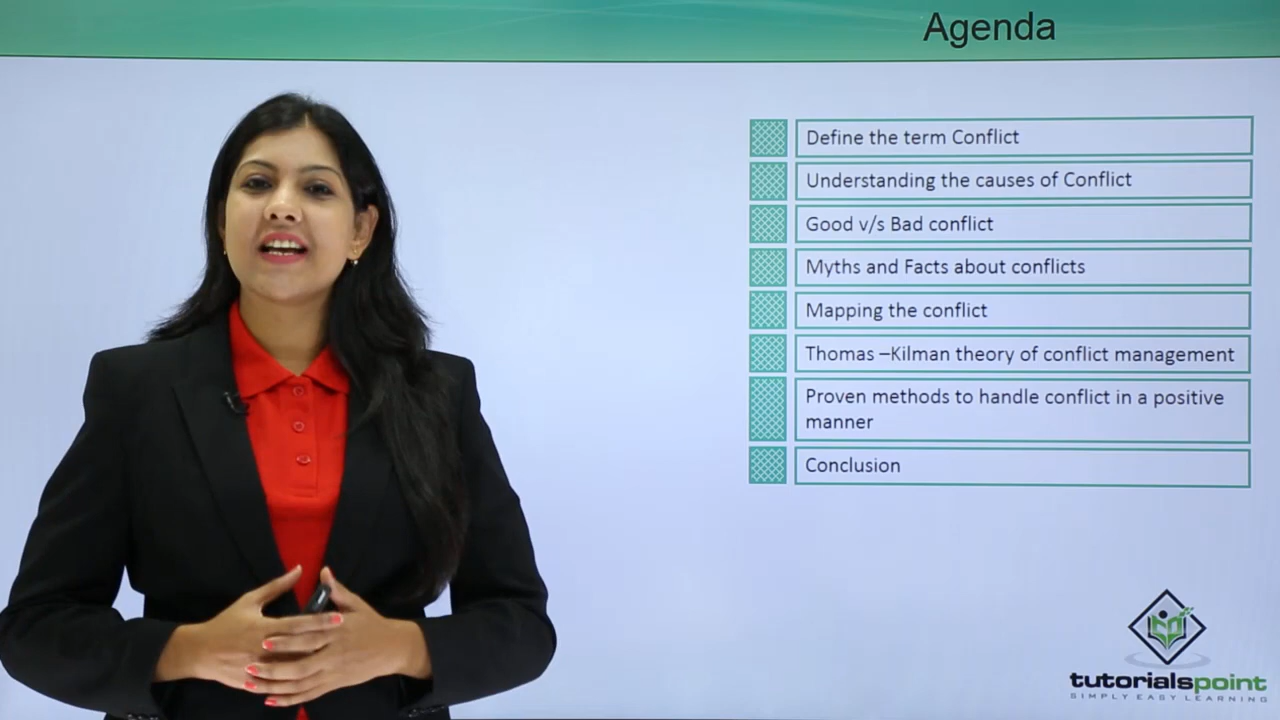 Agenda
Define the term Conflict
Understanding the causes of Conflict
Good v/s Bad conflict
Myths and Facts about conflicts
Mapping the conflict
Thomas –Kilman theory of conflict management
Proven methods to handle conflict in a positive
manner
Conclusion
tutorialspoint
SIMPLY EASY LEARNING